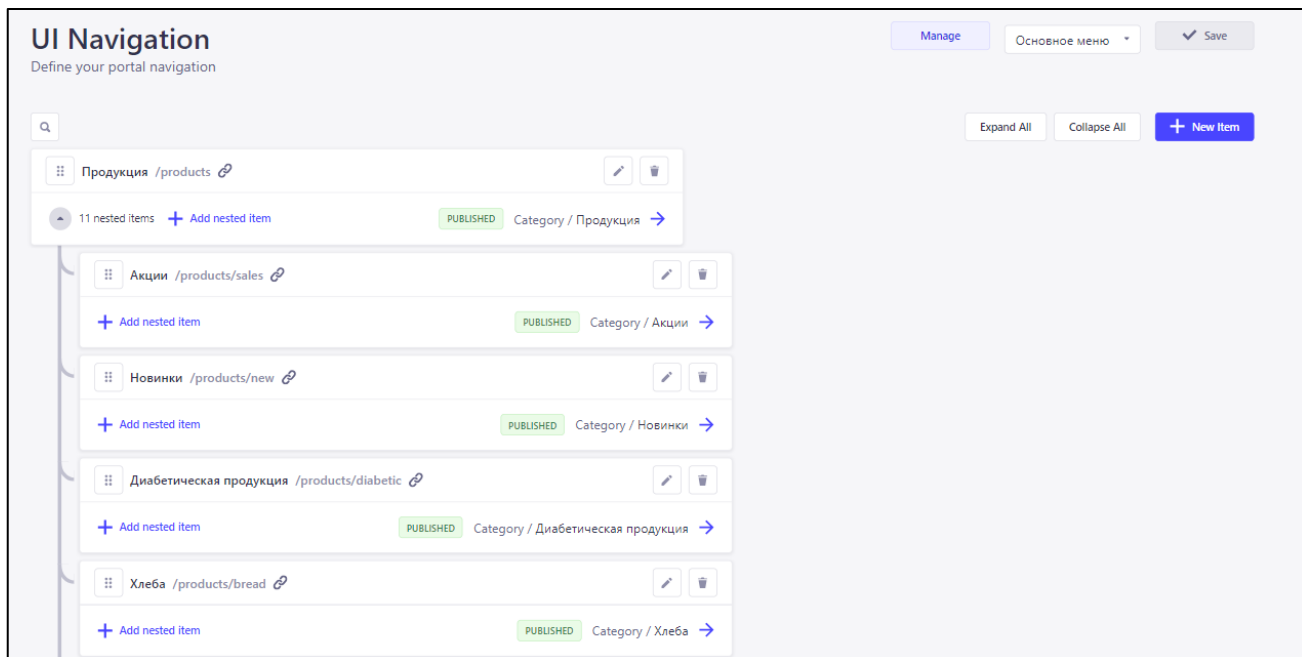 UI Navigation
Define your portal navigation
Manage
Основное меню
Save
Expand All
Collapse All
New Item
Продукция /products
11 nested items Add nested item PUBLISHED Category / Продукция
Акции /products/sales
Add nested item PUBLISHED Category / Акции
Новинки /products/new
Add nested item PUBLISHED Category / Новинки
Диабетическая продукция /products/diabetic
Add nested item PUBLISHED Category / Диабетическая продукция
Хлеба /products/bread
Add nested item PUBLISHED Category / Хлеба